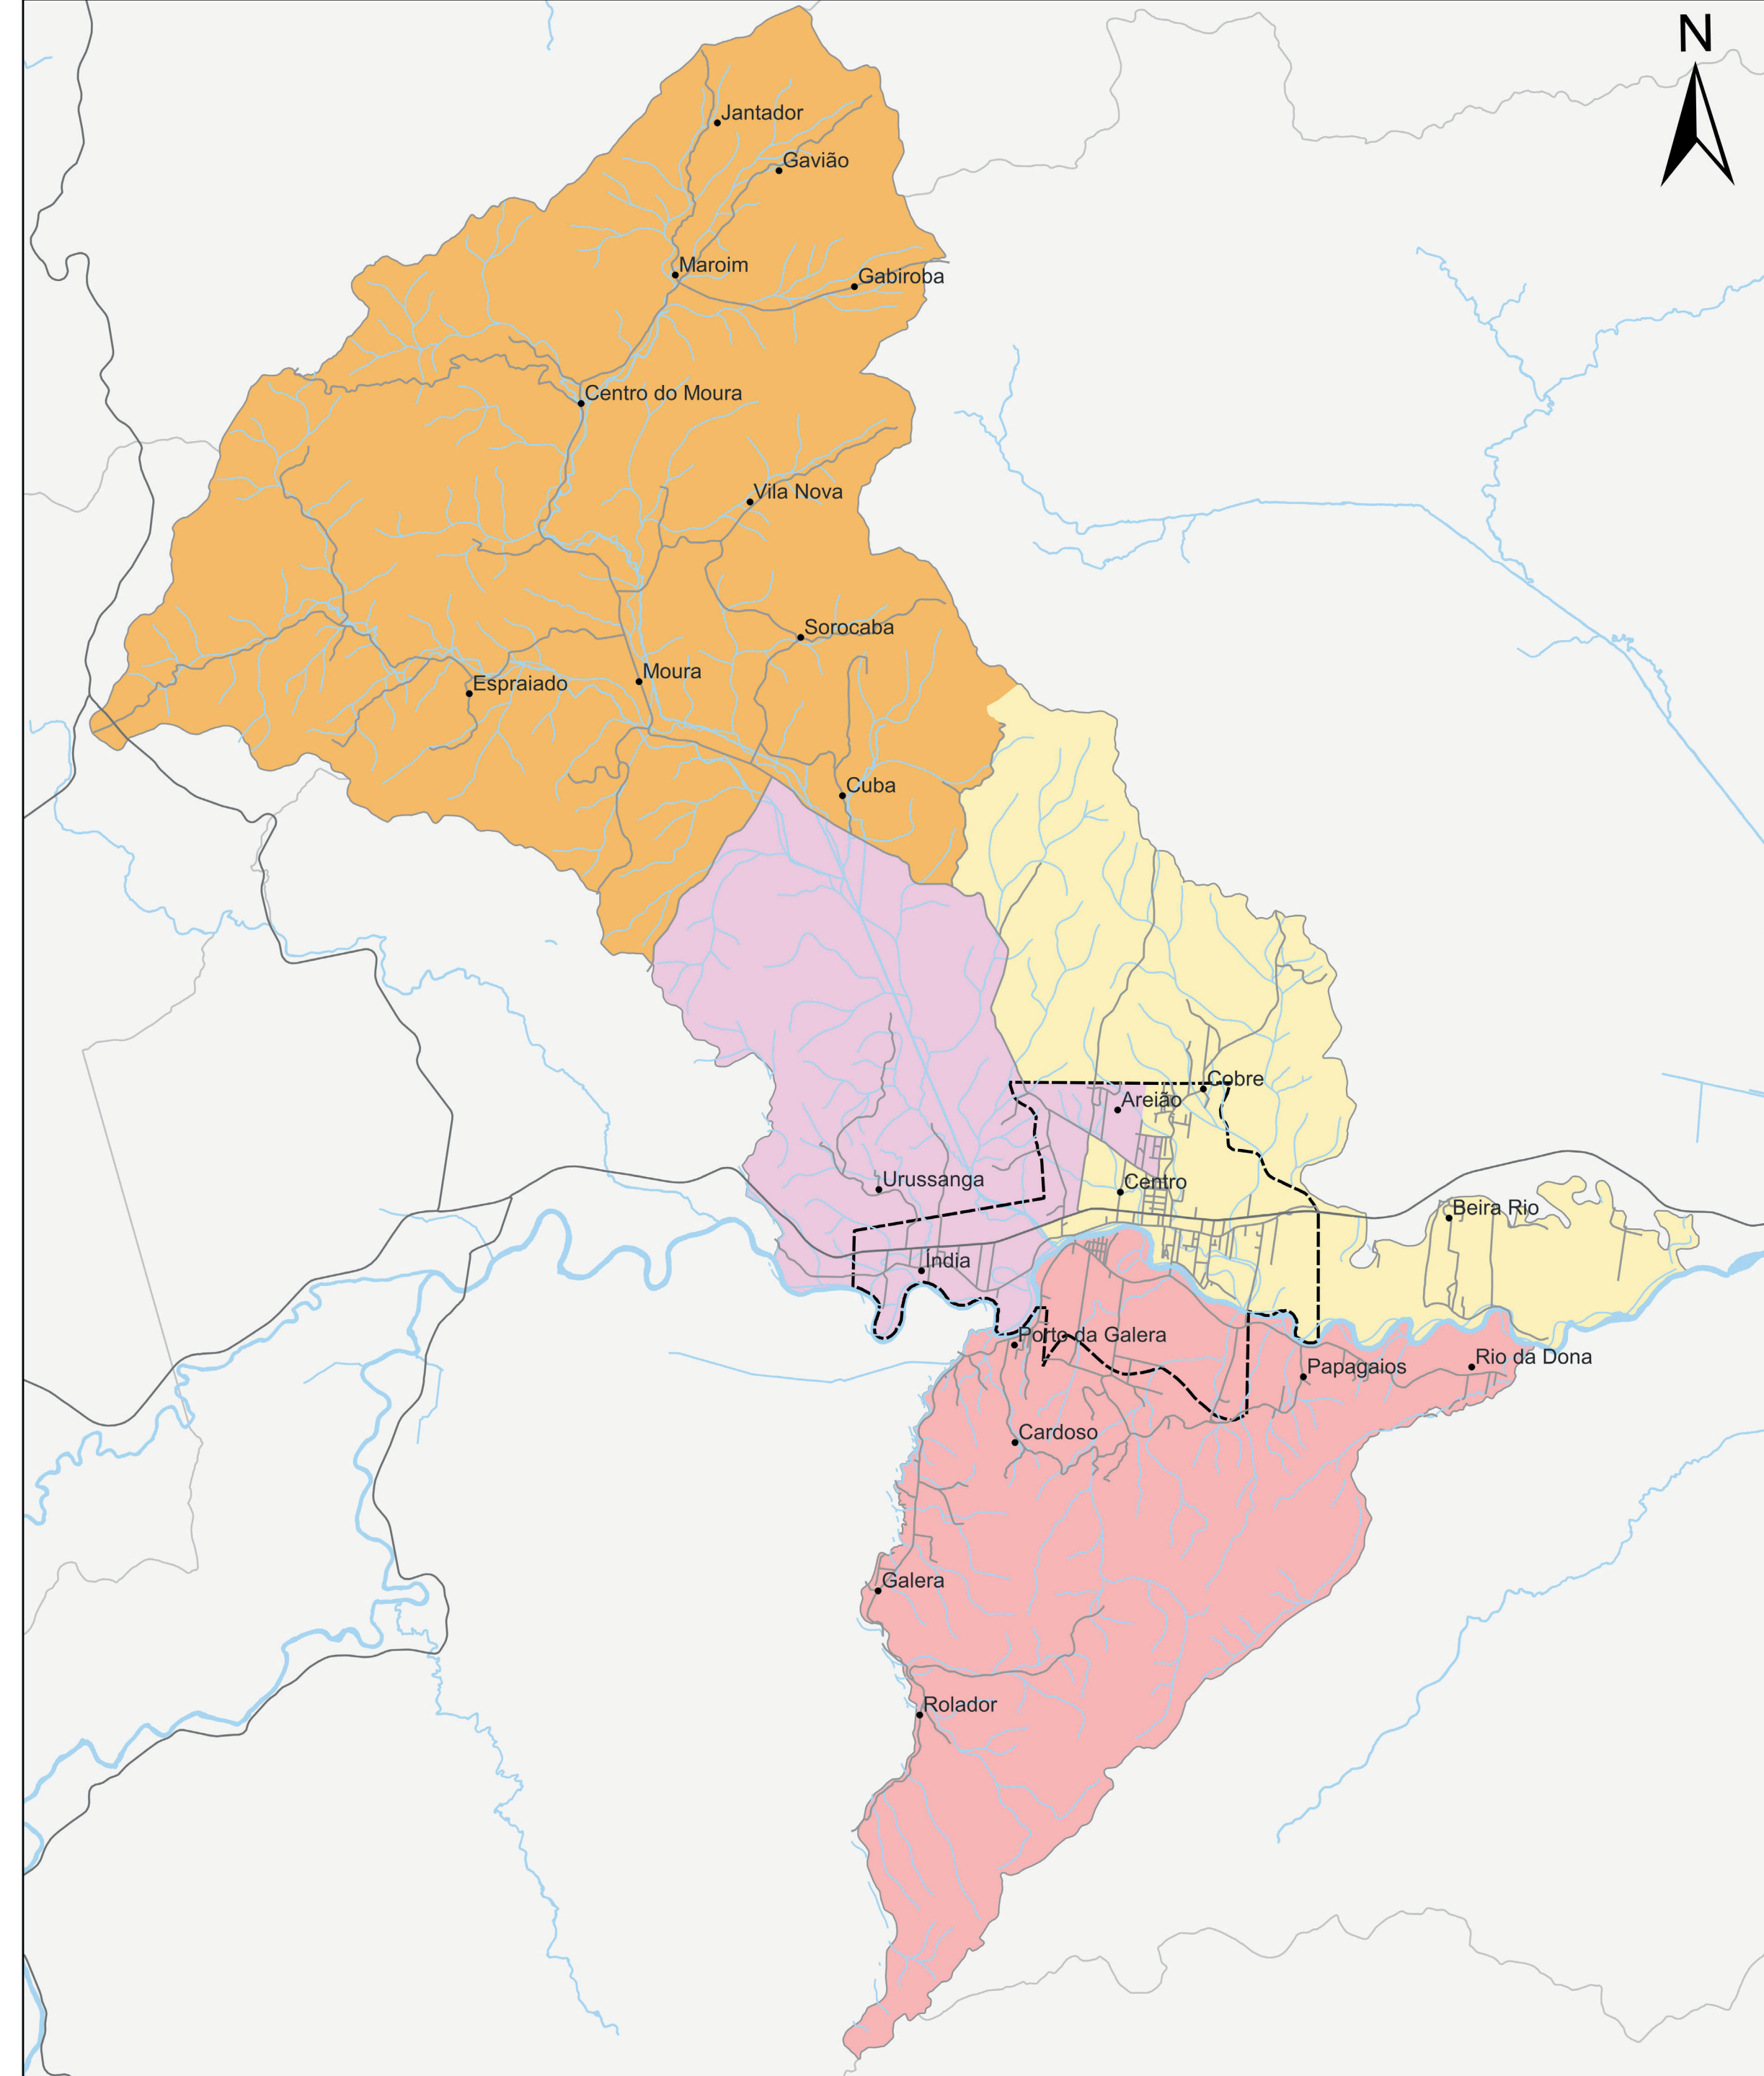 N
Jantador
Gavião
Maroim
Gabiroba
Centro do Moura
Vila Nova
Sorocaba
Moura
Espraiado
Cuba
Cobre
Areião
Urussanga
Centro
Beira Rio
Índia
Porto da Galera
Rio da Dona
Papagaios
Cardoso
Galera
Rolador